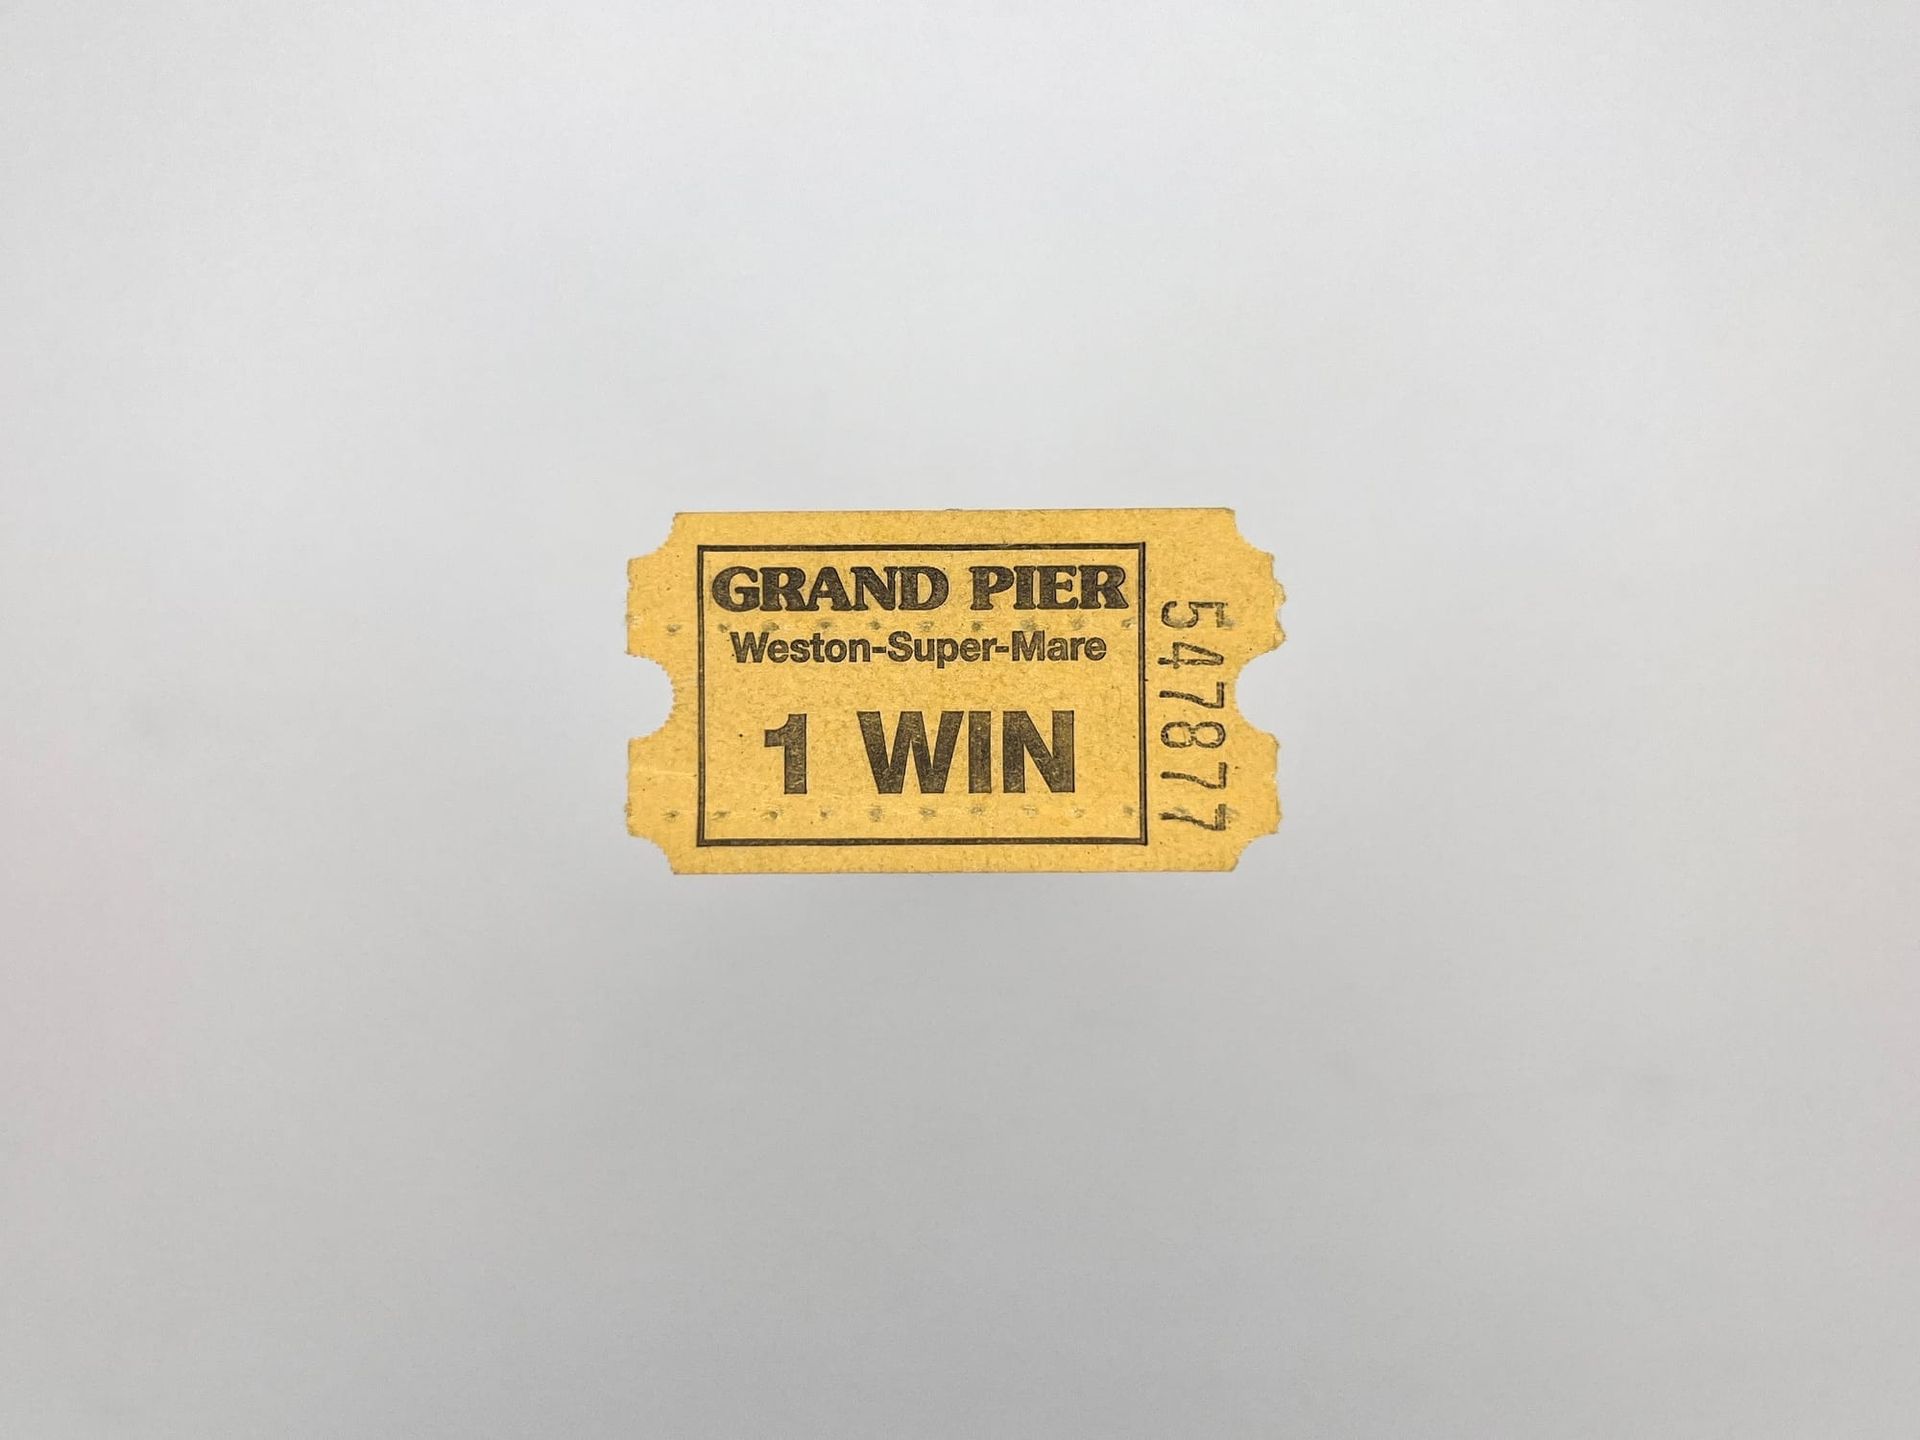 GRAND PIER
Weston-Super-Mare
1 WIN
547877